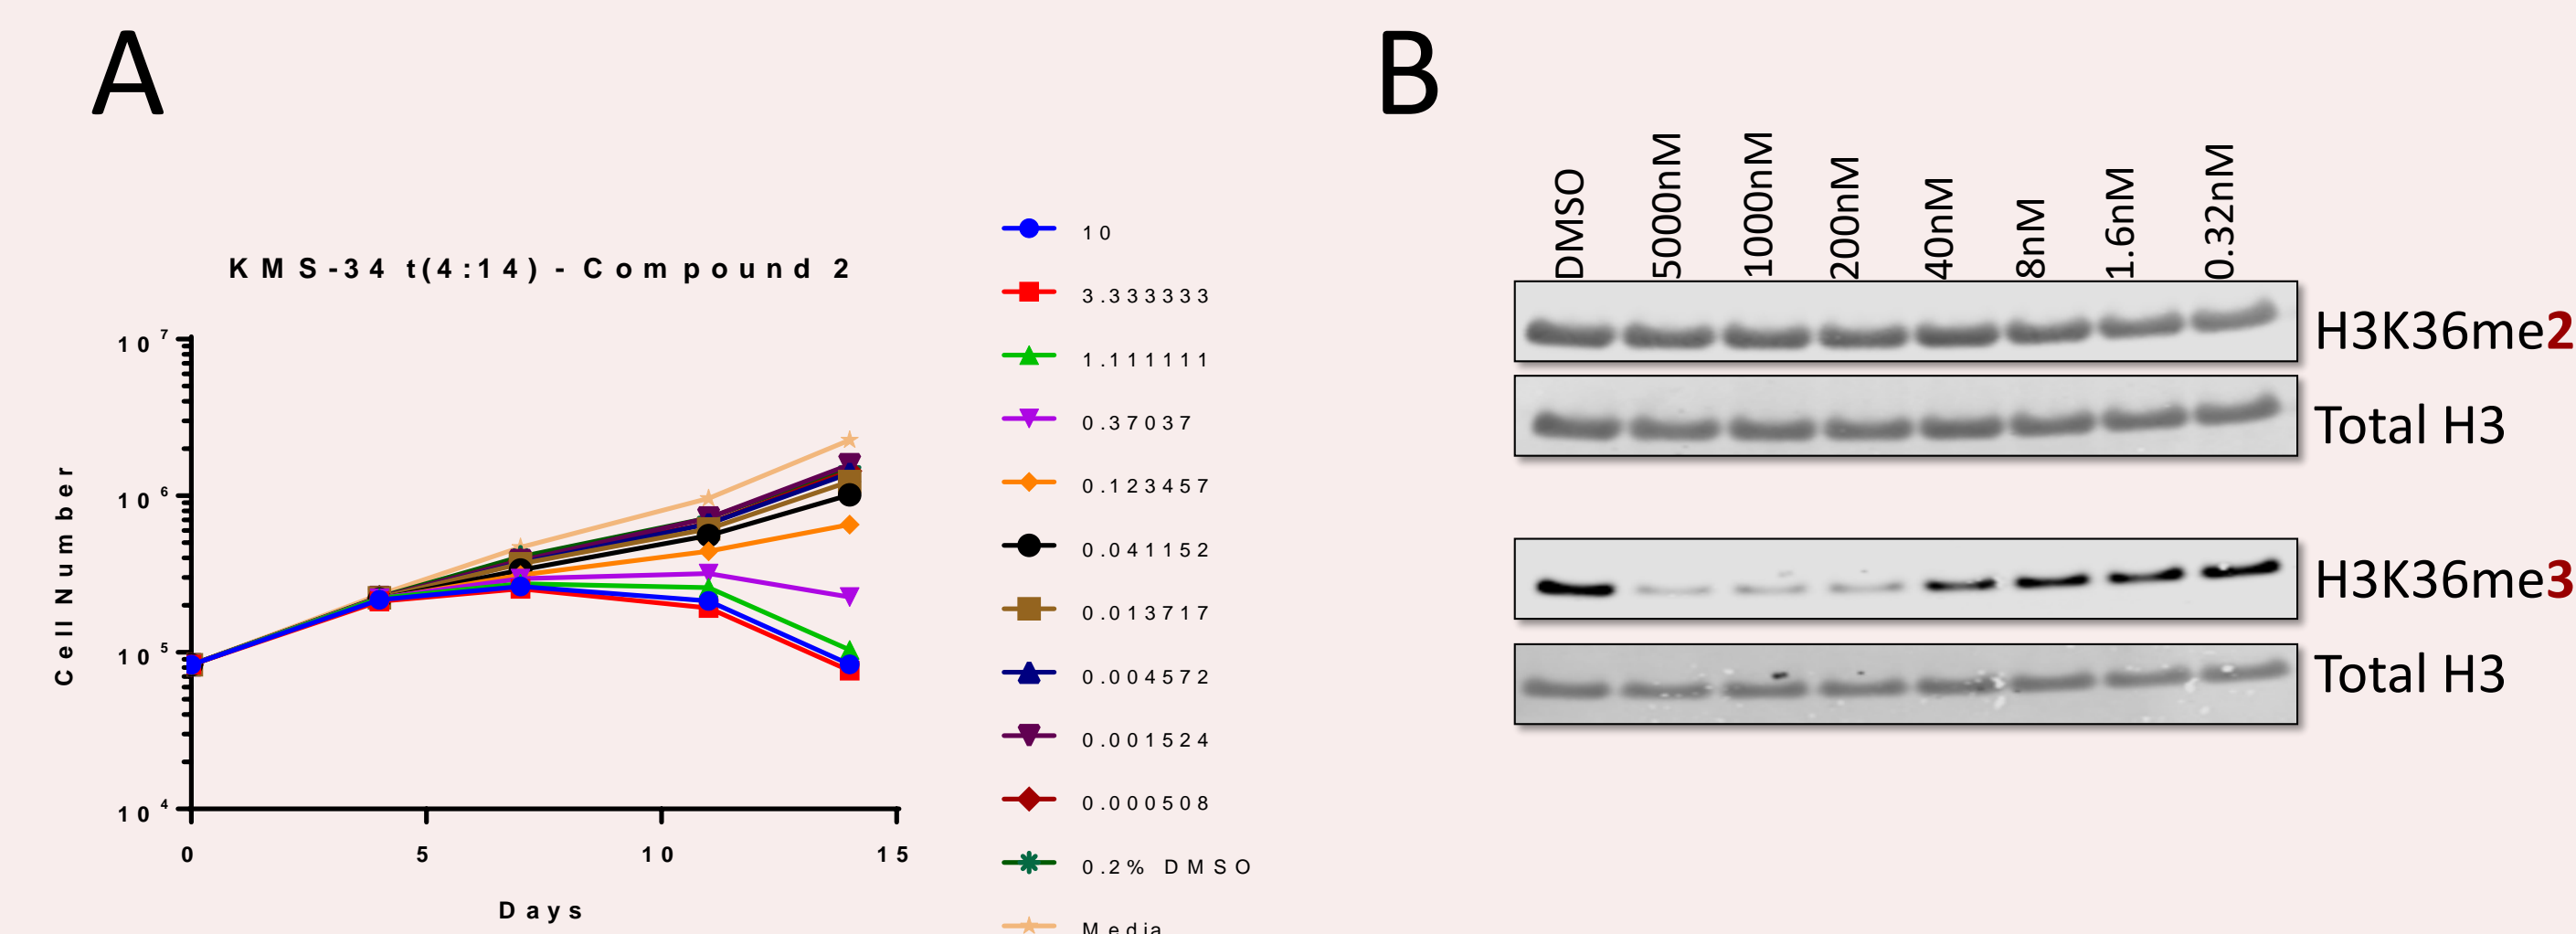 A
KMS-34 t(4:14) - Compound 2
Cell Number
10^7
10^6
10^5
10^4
0 5 10 15
Days
10
3.333333
1.111111
0.37037
0.123457
0.041152
0.013717
0.004572
0.001524
0.000508
0.2% DMSO
Media
B
DMSO 5000nM 1000nM 200nM 40nM 8nM 1.6nM 0.32nM
H3K36me2
Total H3
H3K36me3
Total H3